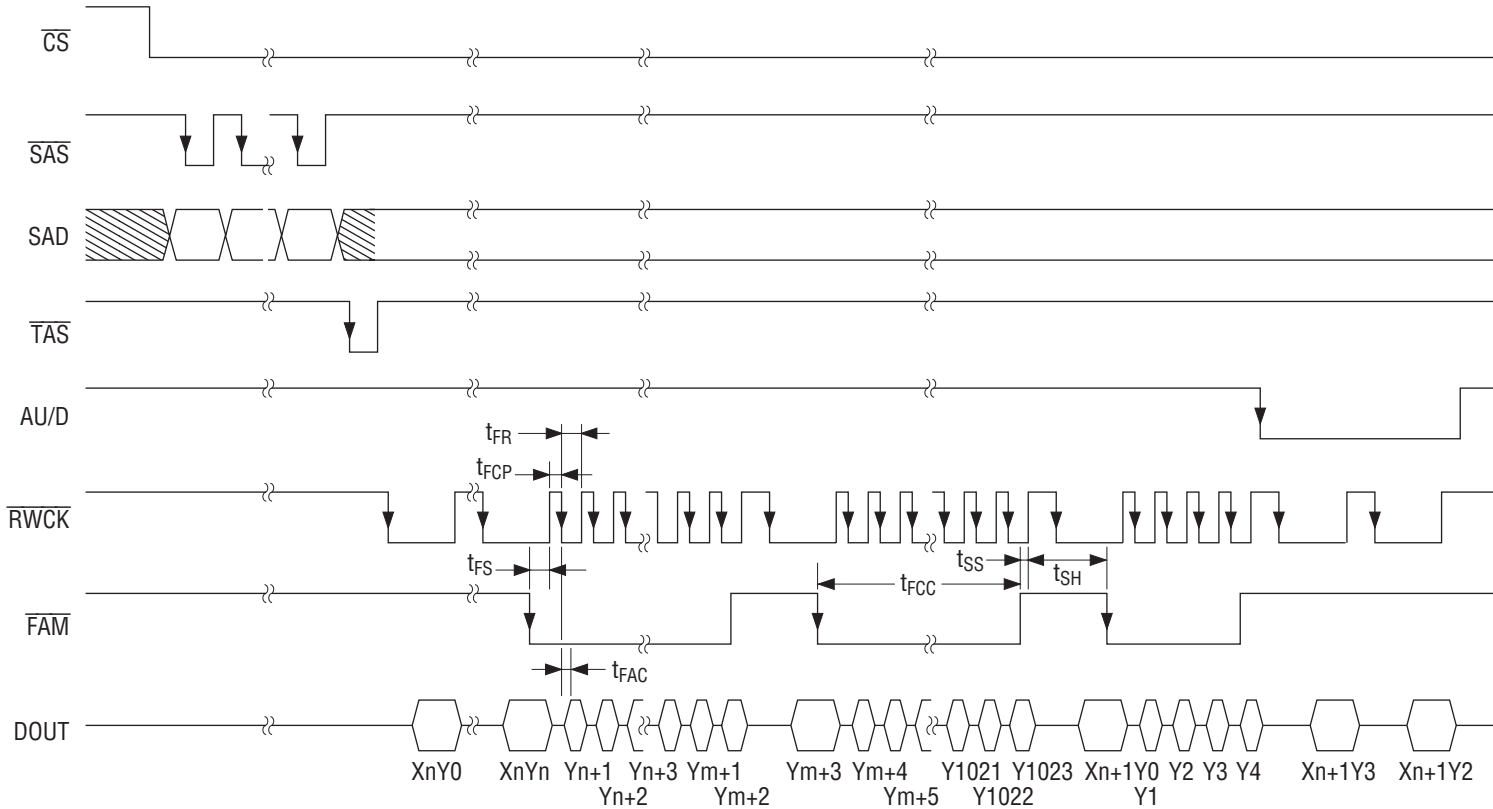 CS
SAS
SAD
TAS
AU/D
tFR
tFCP
RWCK
tFS
tSS
tSH
tFCC
FAM
tFAC
DOUT
XnY0 XnYn Yn+1 Yn+3 Ym+1 Ym+3 Ym+4 Y1021 Y1023 Xn+1Y0 Y2 Y3 Y4 Xn+1Y3 Xn+1Y2
Yn+2 Ym+2 Ym+5 Y1022 Y1